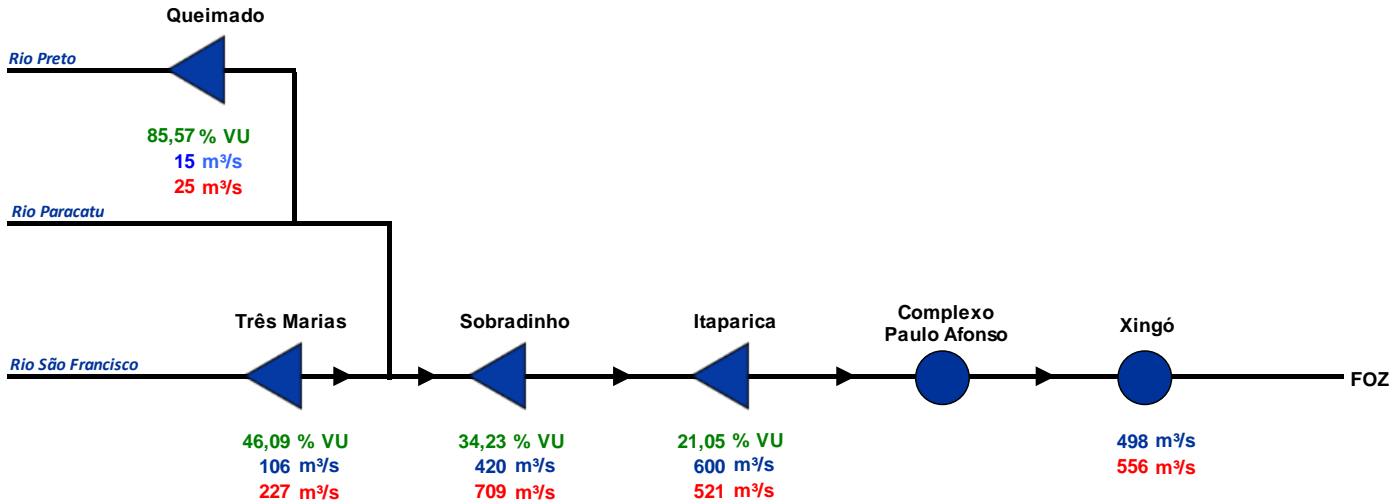 Queimado
Rio Preto
85,57 % VU
15 m³/s
25 m³/s
Rio Paracatu
Três Marias
Sobradinho
Itaparica
Complexo
Paulo Afonso
Xingó
Rio São Francisco
FOZ
46,09 % VU
106 m³/s
227 m³/s
34,23 % VU
420 m³/s
709 m³/s
21,05 % VU
600 m³/s
521 m³/s
498 m³/s
556 m³/s